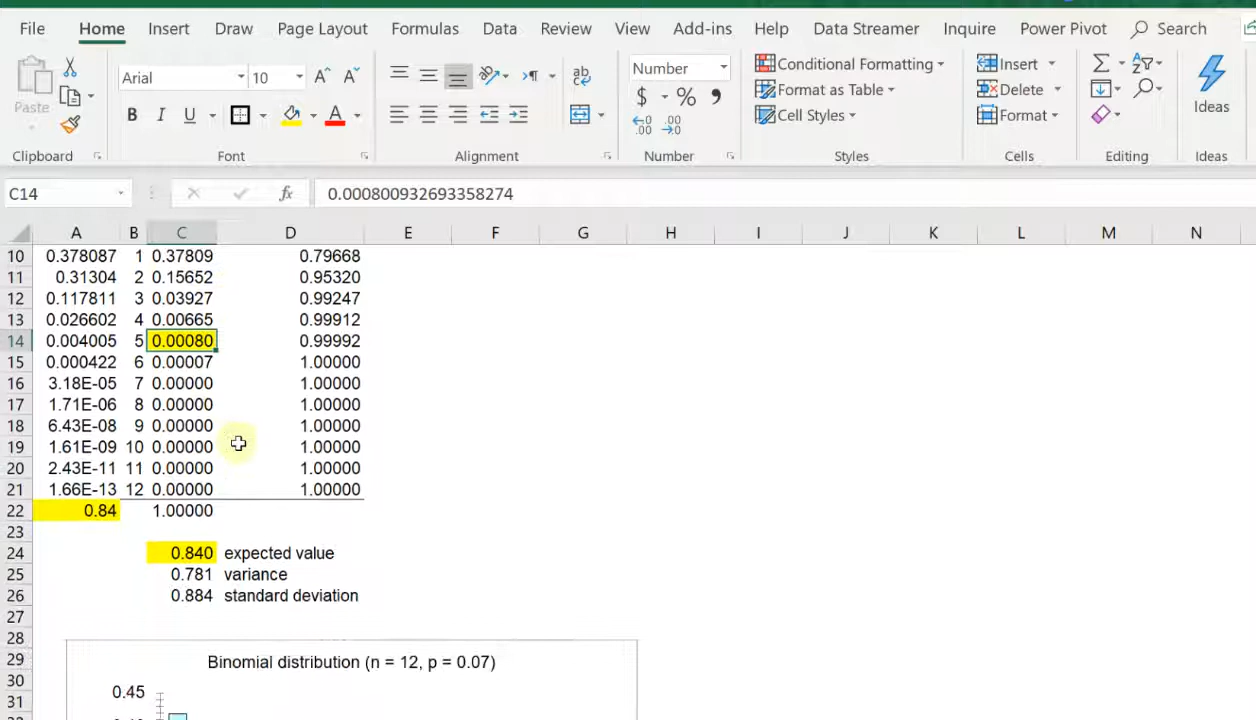 File Home Insert Draw Page Layout Formulas Data Review View Add-ins Help Data Streamer Inquire Power Pivot Search
Paste Arial 10 A A ab Number Conditional Formatting Insert Σ Ideas
B I U A $ % Format as Table Delete
.00 .00 Cell Styles Format
Clipboard Font Alignment Number Styles Cells Editing Ideas
C14 fx 0.000800932693358274
A B C D E F G H I J K L M N
10 0.378087 1 0.37809 0.79668
11 0.31304 2 0.15652 0.95320
12 0.117811 3 0.03927 0.99247
13 0.026602 4 0.00665 0.99912
14 0.004005 5 0.00080 0.99992
15 0.000422 6 0.00007 1.00000
16 3.18E-05 7 0.00000 1.00000
17 1.71E-06 8 0.00000 1.00000
18 6.43E-08 9 0.00000 1.00000
19 1.61E-09 10 0.00000 1.00000
20 2.43E-11 11 0.00000 1.00000
21 1.66E-13 12 0.00000 1.00000
22 0.84 1.00000
23
24 0.840 expected value
25 0.781 variance
26 0.884 standard deviation
27
28
29 Binomial distribution (n = 12, p = 0.07)
30
31 0.45